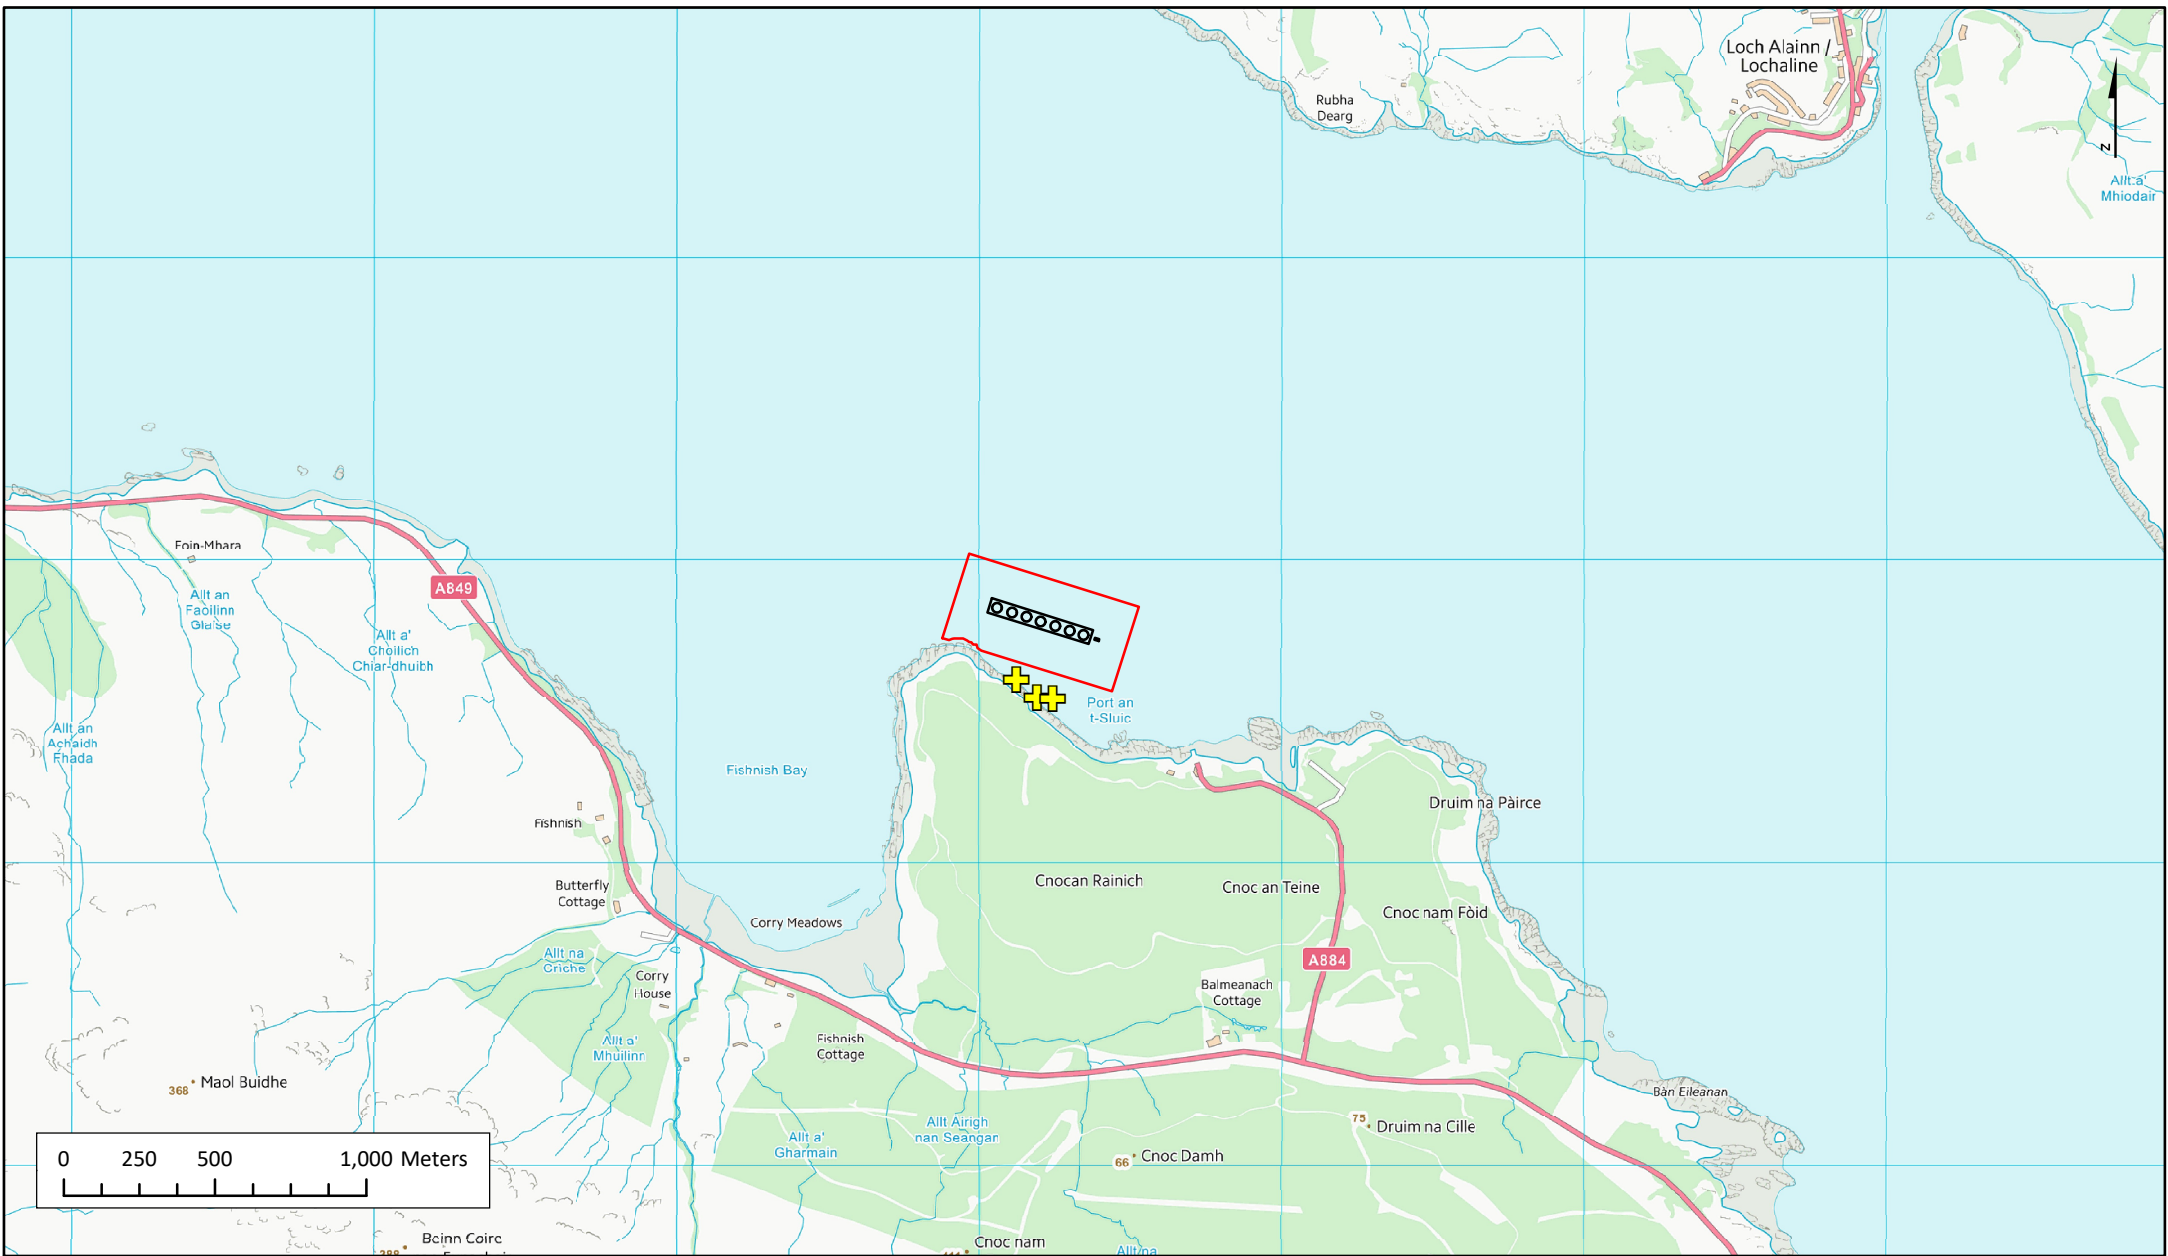 Loch Alainn /
Lochaline
Rubha
Dearg
z
Allt a'
Mhiodair
Foin-Mhara
A849
Allt an
Faoilinn
Glaise
Allt a'
Choilich
Chiar-dhuibh
Port an
t-Sluic
Allt an
Achaidh
Fhada
Fishnish Bay
Druim na Pàirce
Fishnish
Cnocan Rainich
Cnoc an Teine
Butterfly
Cottage
Cnoc nam Fòid
Corry Meadows
Allt na
Crìche
A884
Corry
House
Balmeanach
Cottage
Fishnish
Cottage
Allt a'
Mhuilinn
368
Maol Buidhe
Bàn Eileanan
75
Druim na Cille
Allt Airigh
nan Seangan
Allt a'
Gharmain
66
Cnoc Damh
0 250 500 1,000 Meters
Beinn Coire
Cnoc nam
Allt na